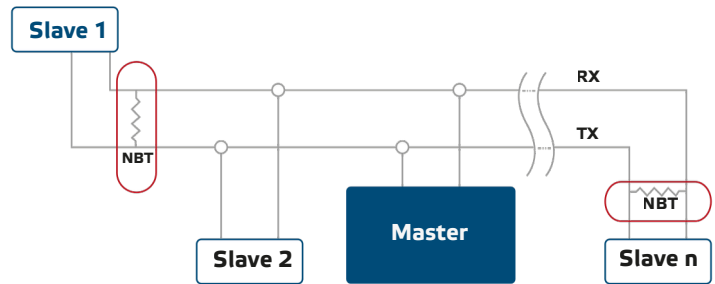 Slave 1
RX
TX
NBT
NBT
Master
Slave 2
Slave n